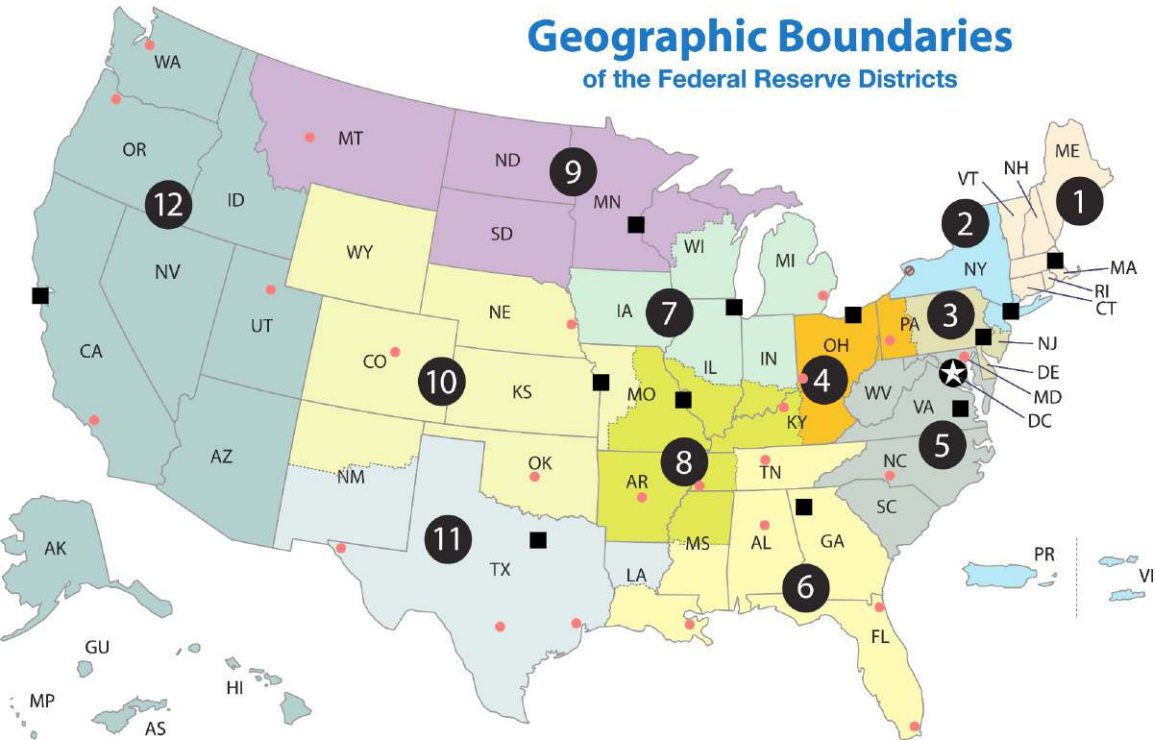 Geographic Boundaries
of the Federal Reserve Districts
WA
MT
ND
MN
9
OR
ID
12
SD
WY
WI
MI
VT
NH
ME
1
2
NY
MA
RI
CT
NV
UT
CA
NE
IA
7
IL
IN
OH
4
PA
3
NJ
DE
MD
DC
CO
10
KS
MO
KY
WV
VA
5
AZ
NM
OK
AR
8
TN
NC
SC
11
TX
LA
MS
AL
GA
6
FL
AK
GU
MP
AS
HI
PR
VI